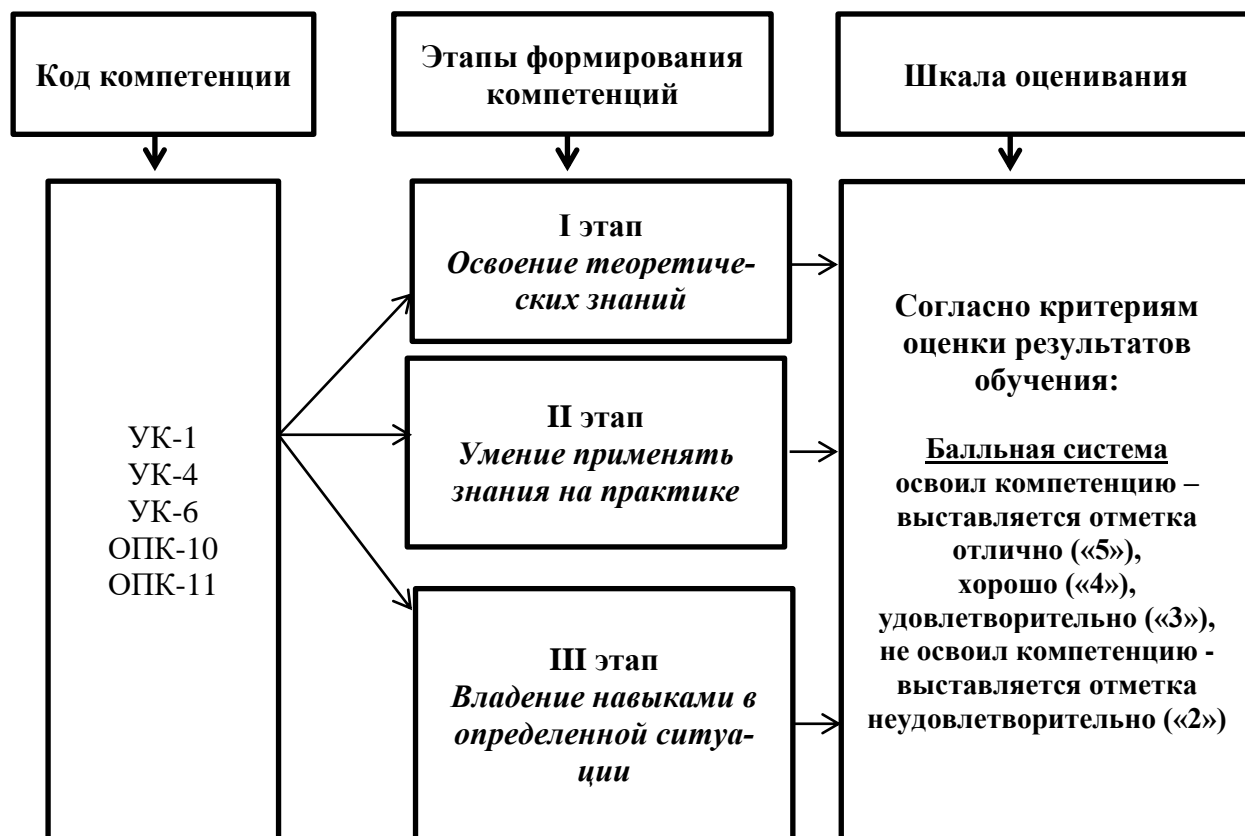 Код компетенции
Этапы формирования
компетенций
Шкала оценивания
УК-1
УК-4
УК-6
ОПК-10
ОПК-11
I этап
Освоение теоретиче-
ских знаний
II этап
Умение применять
знания на практике
III этап
Владение навыками в
определенной ситуа-
ции
Согласно критериям
оценки результатов
обучения:
Балльная система
освоил компетенцию –
выставляется отметка
отлично («5»),
хорошо («4»),
удовлетворительно («3»),
не освоил компетенцию -
выставляется отметка
неудовлетворительно («2»)